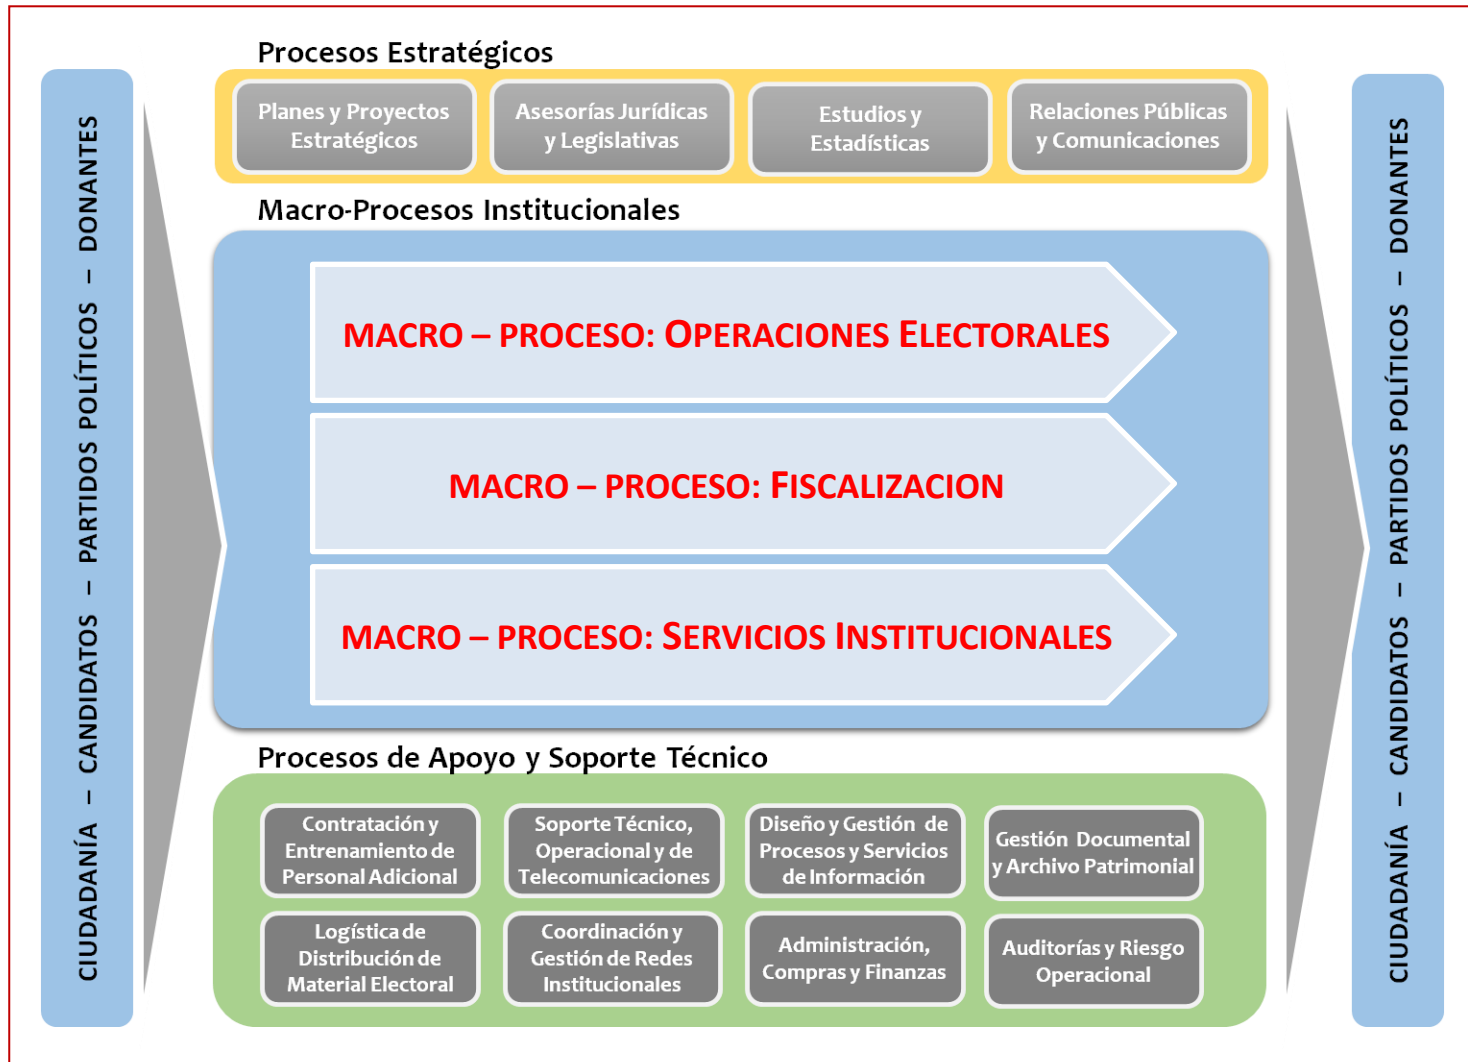 CIUDADANÍA – CANDIDATOS – PARTIDOS POLÍTICOS – DONANTES
Procesos Estratégicos
Planes y Proyectos
Estratégicos
Asesorías Jurídicas
y Legislativas
Estudios y
Estadísticas
Relaciones Públicas
y Comunicaciones
Macro-Procesos Institucionales
MACRO – PROCESO: OPERACIONES ELECTORALES
MACRO – PROCESO: FISCALIZACION
MACRO – PROCESO: SERVICIOS INSTITUCIONALES
Procesos de Apoyo y Soporte Técnico
Contratación y
Entrenamiento de
Personal Adicional
Soporte Técnico,
Operacional y de
Telecomunicaciones
Diseño y Gestión de
Procesos y Servicios
de Información
Gestión Documental
y Archivo Patrimonial
Logística de
Distribución de
Material Electoral
Coordinación y
Gestión de Redes
Institucionales
Administración,
Compras y Finanzas
Auditorías y Riesgo
Operacional
CIUDADANÍA – CANDIDATOS – PARTIDOS POLÍTICOS – DONANTES